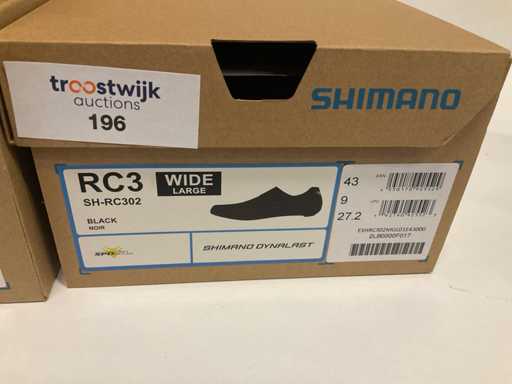 troostwijk
auctions
196
SHIMANO
RC3
SH-RC302
WIDE
LARGE
BLACK
NOIR
43
9
27.2
SHIMANO DYNALAST